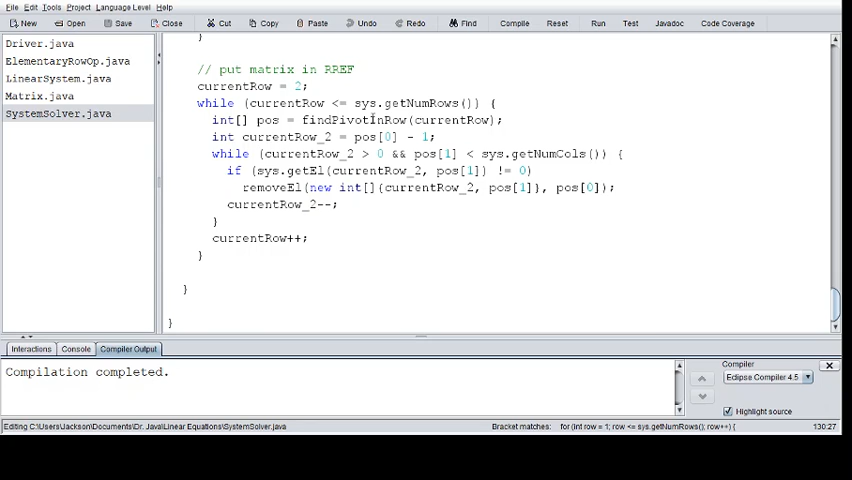 File Edit Tools Project Language Level Help
New Open Save Close Cut Copy Paste Undo Redo Find Compile Reset Run Test Javadoc Code Coverage
Driver.java
ElementaryRowOp.java
LinearSystem.java
Matrix.java
SystemSolver.java
}
// put matrix in RREF
currentRow = 2;
while (currentRow <= sys.getNumRows()) {
int[] pos = findPivotInRow(currentRow);
int currentRow_2 = pos[0] - 1;
while (currentRow_2 > 0 && pos[1] < sys.getNumCols()) {
if (sys.getEl(currentRow_2, pos[1]) != 0)
removeEl(new int[]{currentRow_2, pos[1]}, pos[0]);
currentRow_2--;
}
currentRow++;
}
}
}
Interactions Console Compiler Output
Compilation completed.
Compiler
Eclipse Compiler 4.5
Highlight source
Editing C:\Users\Jackson\Documents\Dr. Java\Linear Equations\SystemSolver.java
Bracket matches: for (int row = 1; row <= sys.getNumRows(); row++) {
130:27